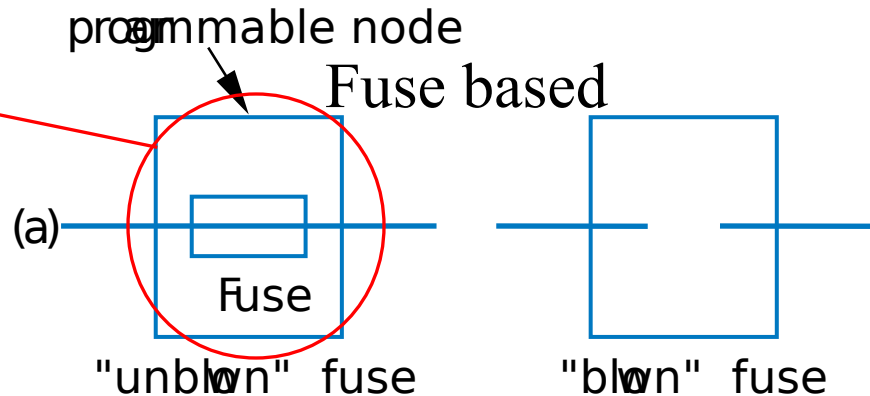 programmable node
Fuse based
(a)
Fuse
"unblown" fuse
"blown" fuse